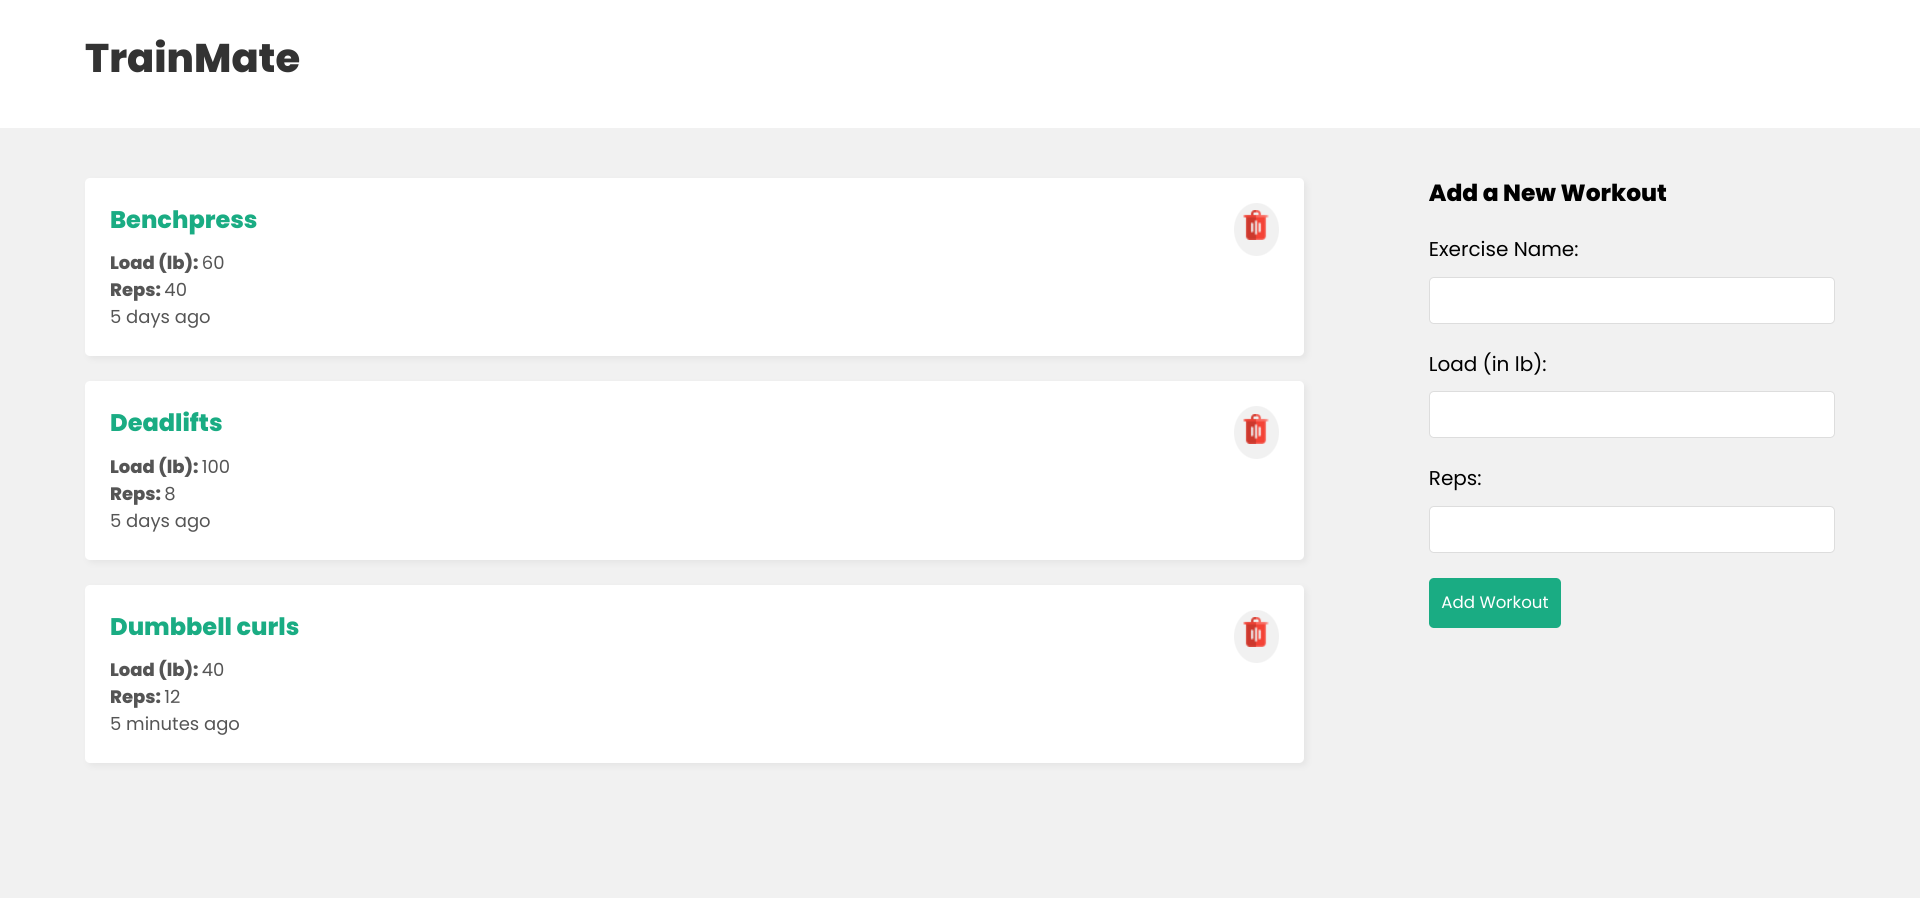 TrainMate
Benchpress
Load (lb): 60
Reps: 40
5 days ago
Deadlifts
Load (lb): 100
Reps: 8
5 days ago
Dumbbell curls
Load (lb): 40
Reps: 12
5 minutes ago
Add a New Workout
Exercise Name:
Load (in lb):
Reps:
Add Workout